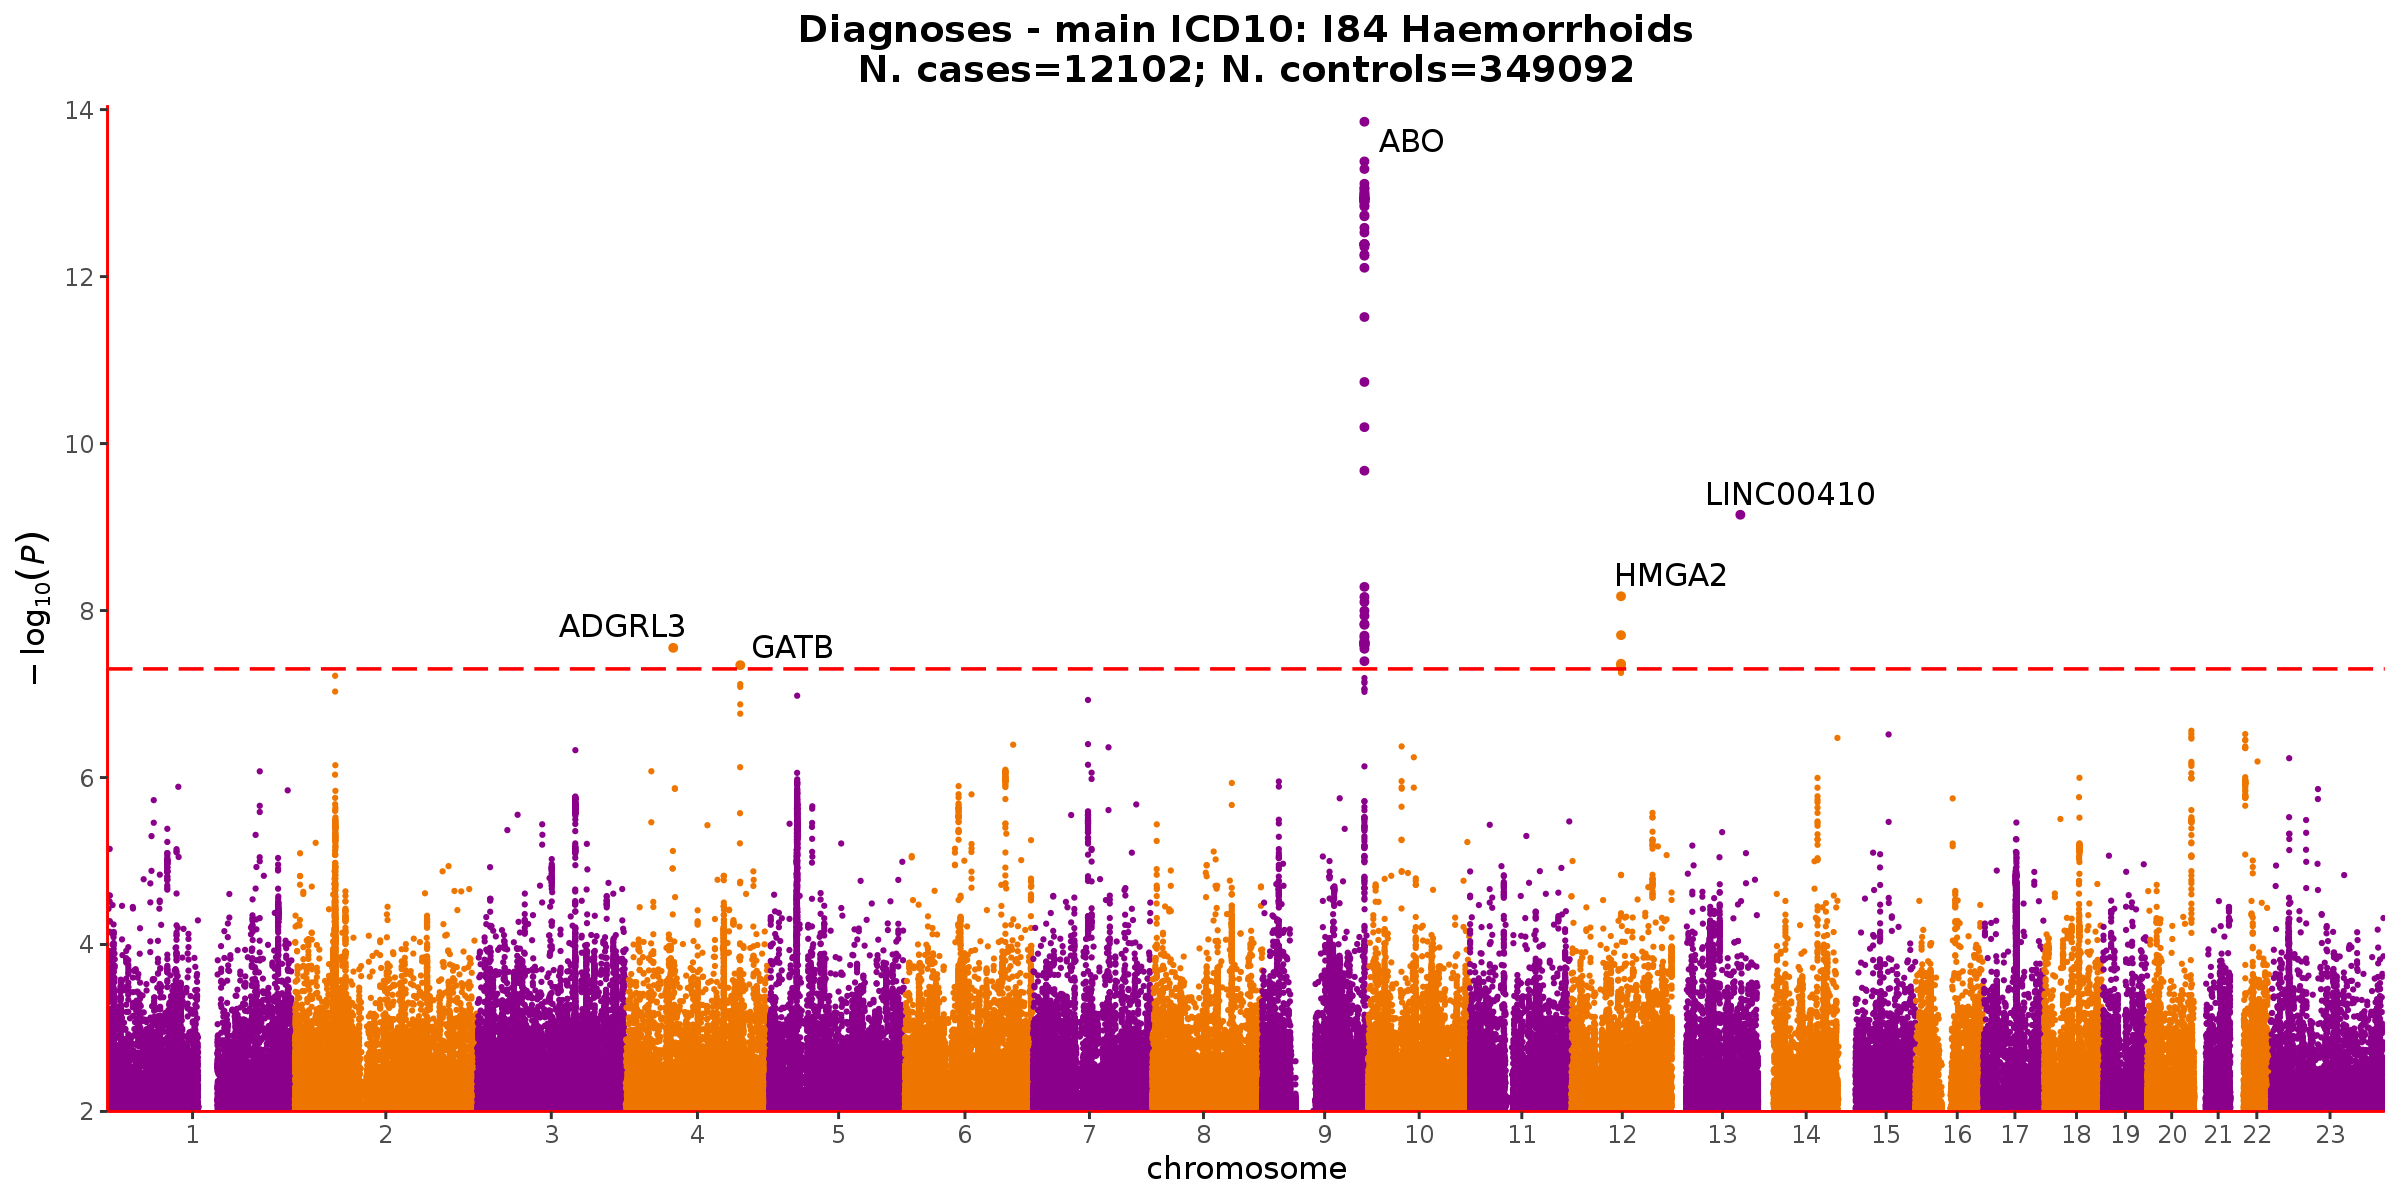 Diagnoses - main ICD10: I84 Haemorrhoids
N. cases=12102; N. controls=349092
14
ABO
12
10
LINC00410
HMGA2
8
ADGRL3
GATB
6
4
2
−log10(P)
1 2 3 4 5 6 7 8 9 10 11 12 13 14 15 16 17 18 19 20 21 22 23
chromosome